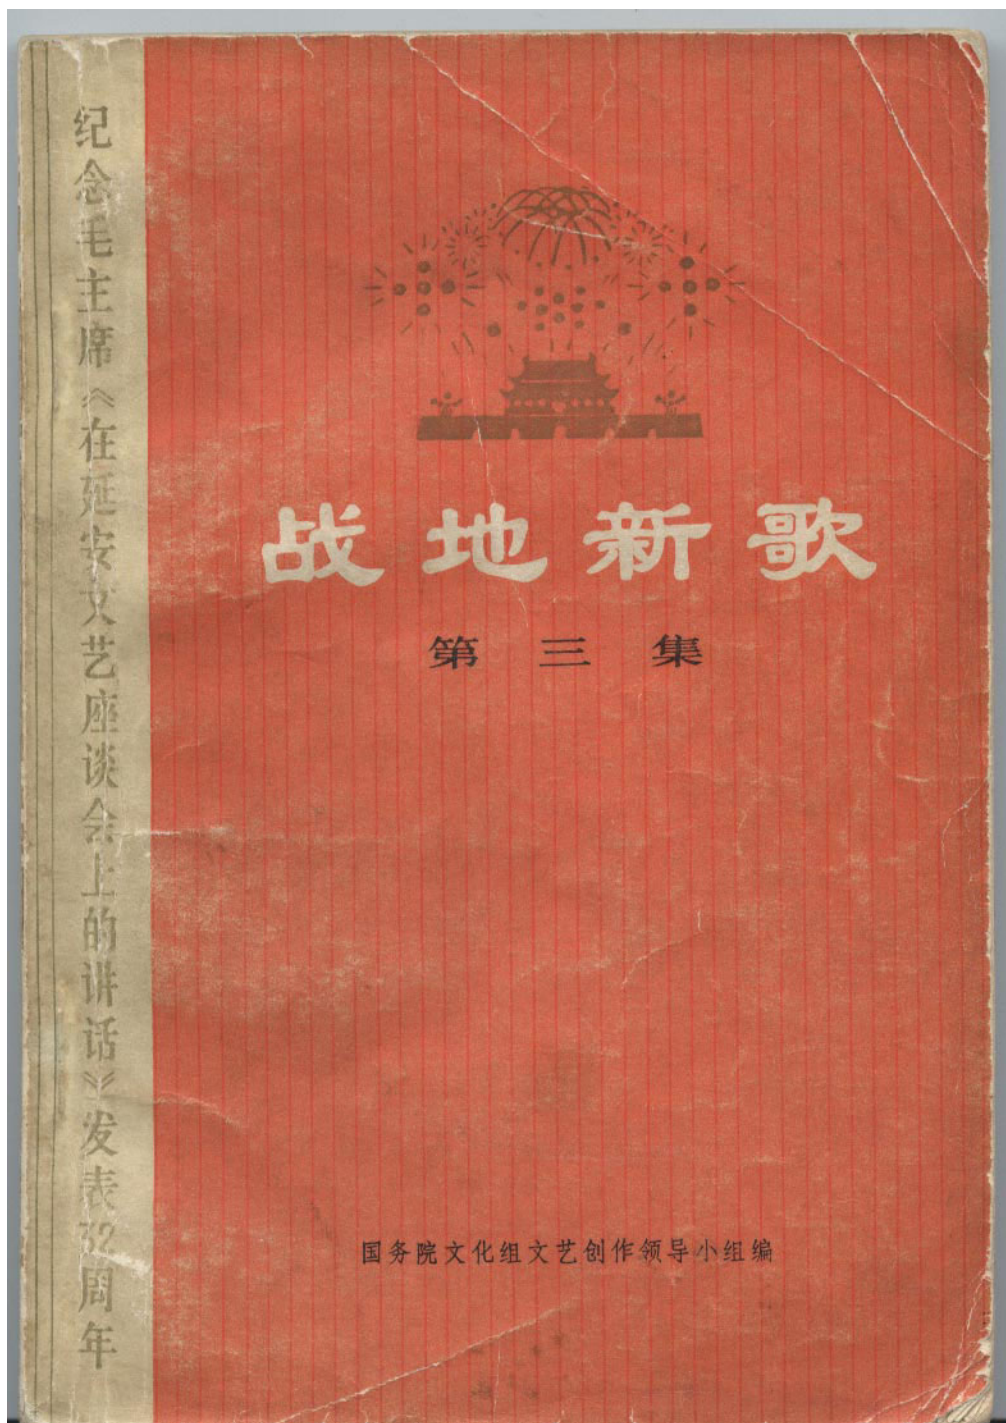 纪念毛主席《在延安文艺座谈会上的讲话》发表32周年
战地新歌
第三集
国务院文化组文艺创作领导小组编